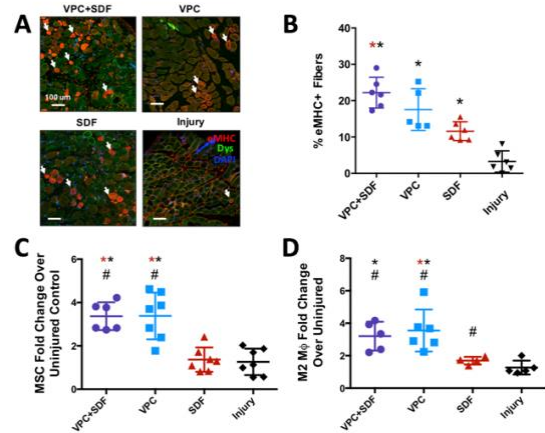 A
VPC+SDF
VPC
100 um
SDF
Injury
eMHC
Dys
DAPI
B
% eMHC+ Fibers
40
30
20
10
0
* *
*
*
VPC+SDF
VPC
SDF
Injury
C
MSC Fold Change Over
Uninjured Control
6
4
2
0
* *
#
* *
#
VPC+SDF
VPC
SDF
Injury
D
M2 Mϕ Fold Change
Over Uninjured
8
6
4
2
0
*
#
* *
#
#
VPC+SDF
VPC
SDF
Injury